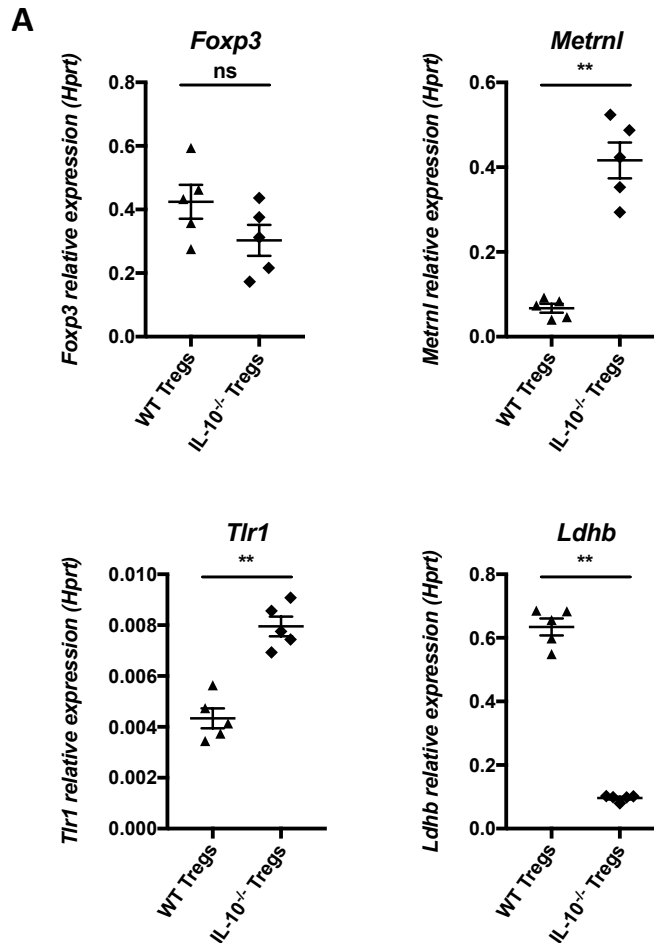 A
Foxp3
ns
Foxp3 relative expression (Hprt)
0.8
0.6
0.4
0.2
0.0
WT Tregs
IL-10-/- Tregs
Metrnl
**
Metrnl relative expression (Hprt)
0.6
0.4
0.2
0.0
WT Tregs
IL-10-/- Tregs
Tlr1
**
Tlr1 relative expression (Hprt)
0.010
0.008
0.006
0.004
0.002
0.000
WT Tregs
IL-10-/- Tregs
Ldhb
**
Ldhb relative expression (Hprt)
0.8
0.6
0.4
0.2
0.0
WT Tregs
IL-10-/- Tregs